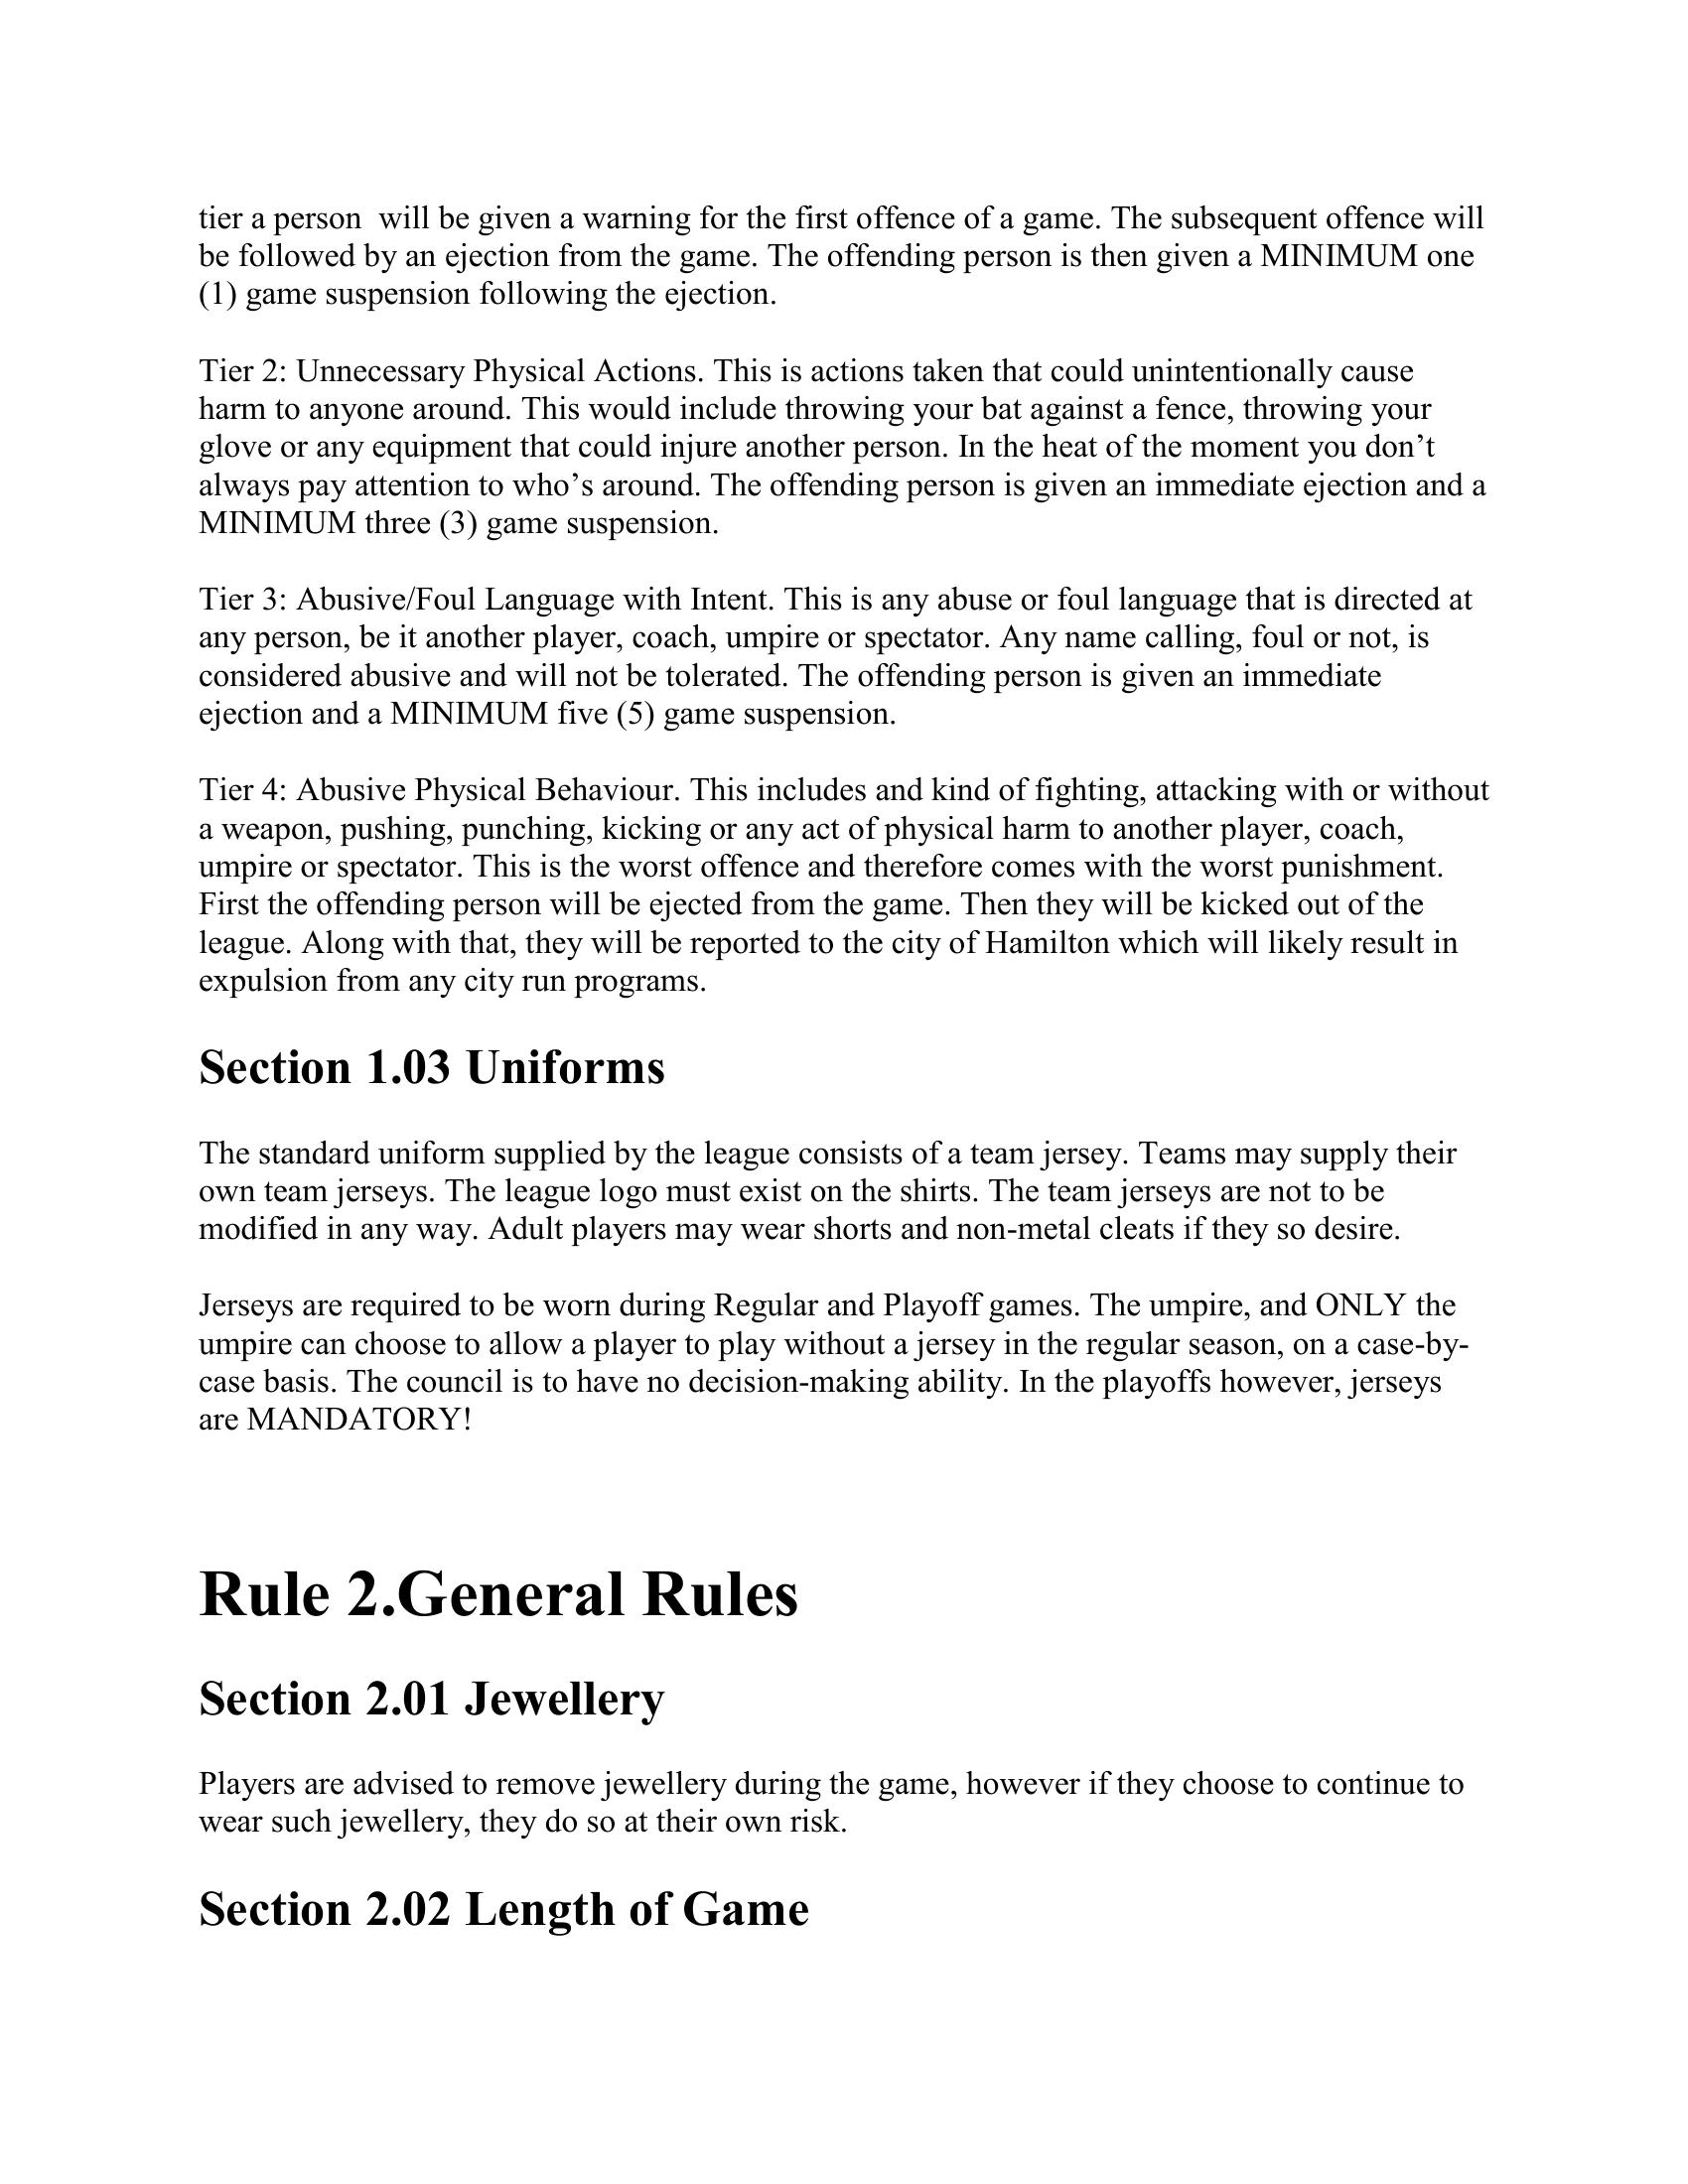 tier a person  will be given a warning for the first offence of a game. The subsequent offence will
be followed by an ejection from the game. The offending person is then given a MINIMUM one
(1) game suspension following the ejection.
Tier 2: Unnecessary Physical Actions. This is actions taken that could unintentionally cause
harm to anyone around. This would include throwing your bat against a fence, throwing your
glove or any equipment that could injure another person. In the heat of the moment you don’t
always pay attention to who’s around. The offending person is given an immediate ejection and a
MINIMUM three (3) game suspension.
Tier 3: Abusive/Foul Language with Intent. This is any abuse or foul language that is directed at
any person, be it another player, coach, umpire or spectator. Any name calling, foul or not, is
considered abusive and will not be tolerated. The offending person is given an immediate
ejection and a MINIMUM five (5) game suspension.
Tier 4: Abusive Physical Behaviour. This includes and kind of fighting, attacking with or without
a weapon, pushing, punching, kicking or any act of physical harm to another player, coach,
umpire or spectator. This is the worst offence and therefore comes with the worst punishment.
First the offending person will be ejected from the game. Then they will be kicked out of the
league. Along with that, they will be reported to the city of Hamilton which will likely result in
expulsion from any city run programs.
Section 1.03 Uniforms
The standard uniform supplied by the league consists of a team jersey. Teams may supply their
own team jerseys. The league logo must exist on the shirts. The team jerseys are not to be
modified in any way. Adult players may wear shorts and non-metal cleats if they so desire.
Jerseys are required to be worn during Regular and Playoff games. The umpire, and ONLY the
umpire can choose to allow a player to play without a jersey in the regular season, on a case-by-
case basis. The council is to have no decision-making ability. In the playoffs however, jerseys
are MANDATORY!
Rule 2.General Rules
Section 2.01 Jewellery
Players are advised to remove jewellery during the game, however if they choose to continue to
wear such jewellery, they do so at their own risk.
Section 2.02 Length of Game